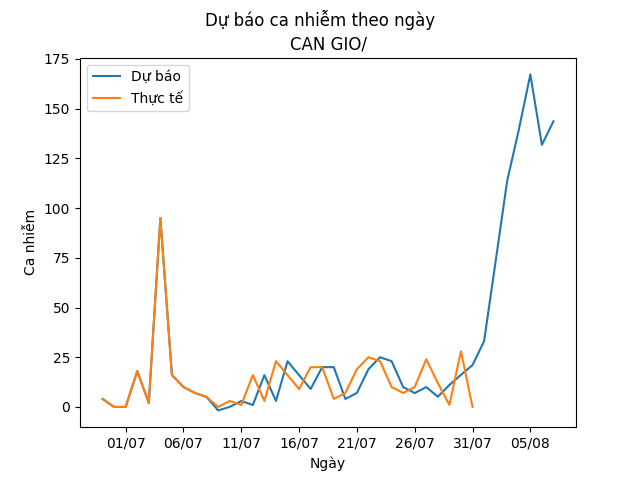 Dự báo ca nhiễm theo ngày
CAN GIO/
Dự báo
Thực tế
Ca nhiễm
175
150
125
100
75
50
25
0
01/07 06/07 11/07 16/07 21/07 26/07 31/07 05/08
Ngày